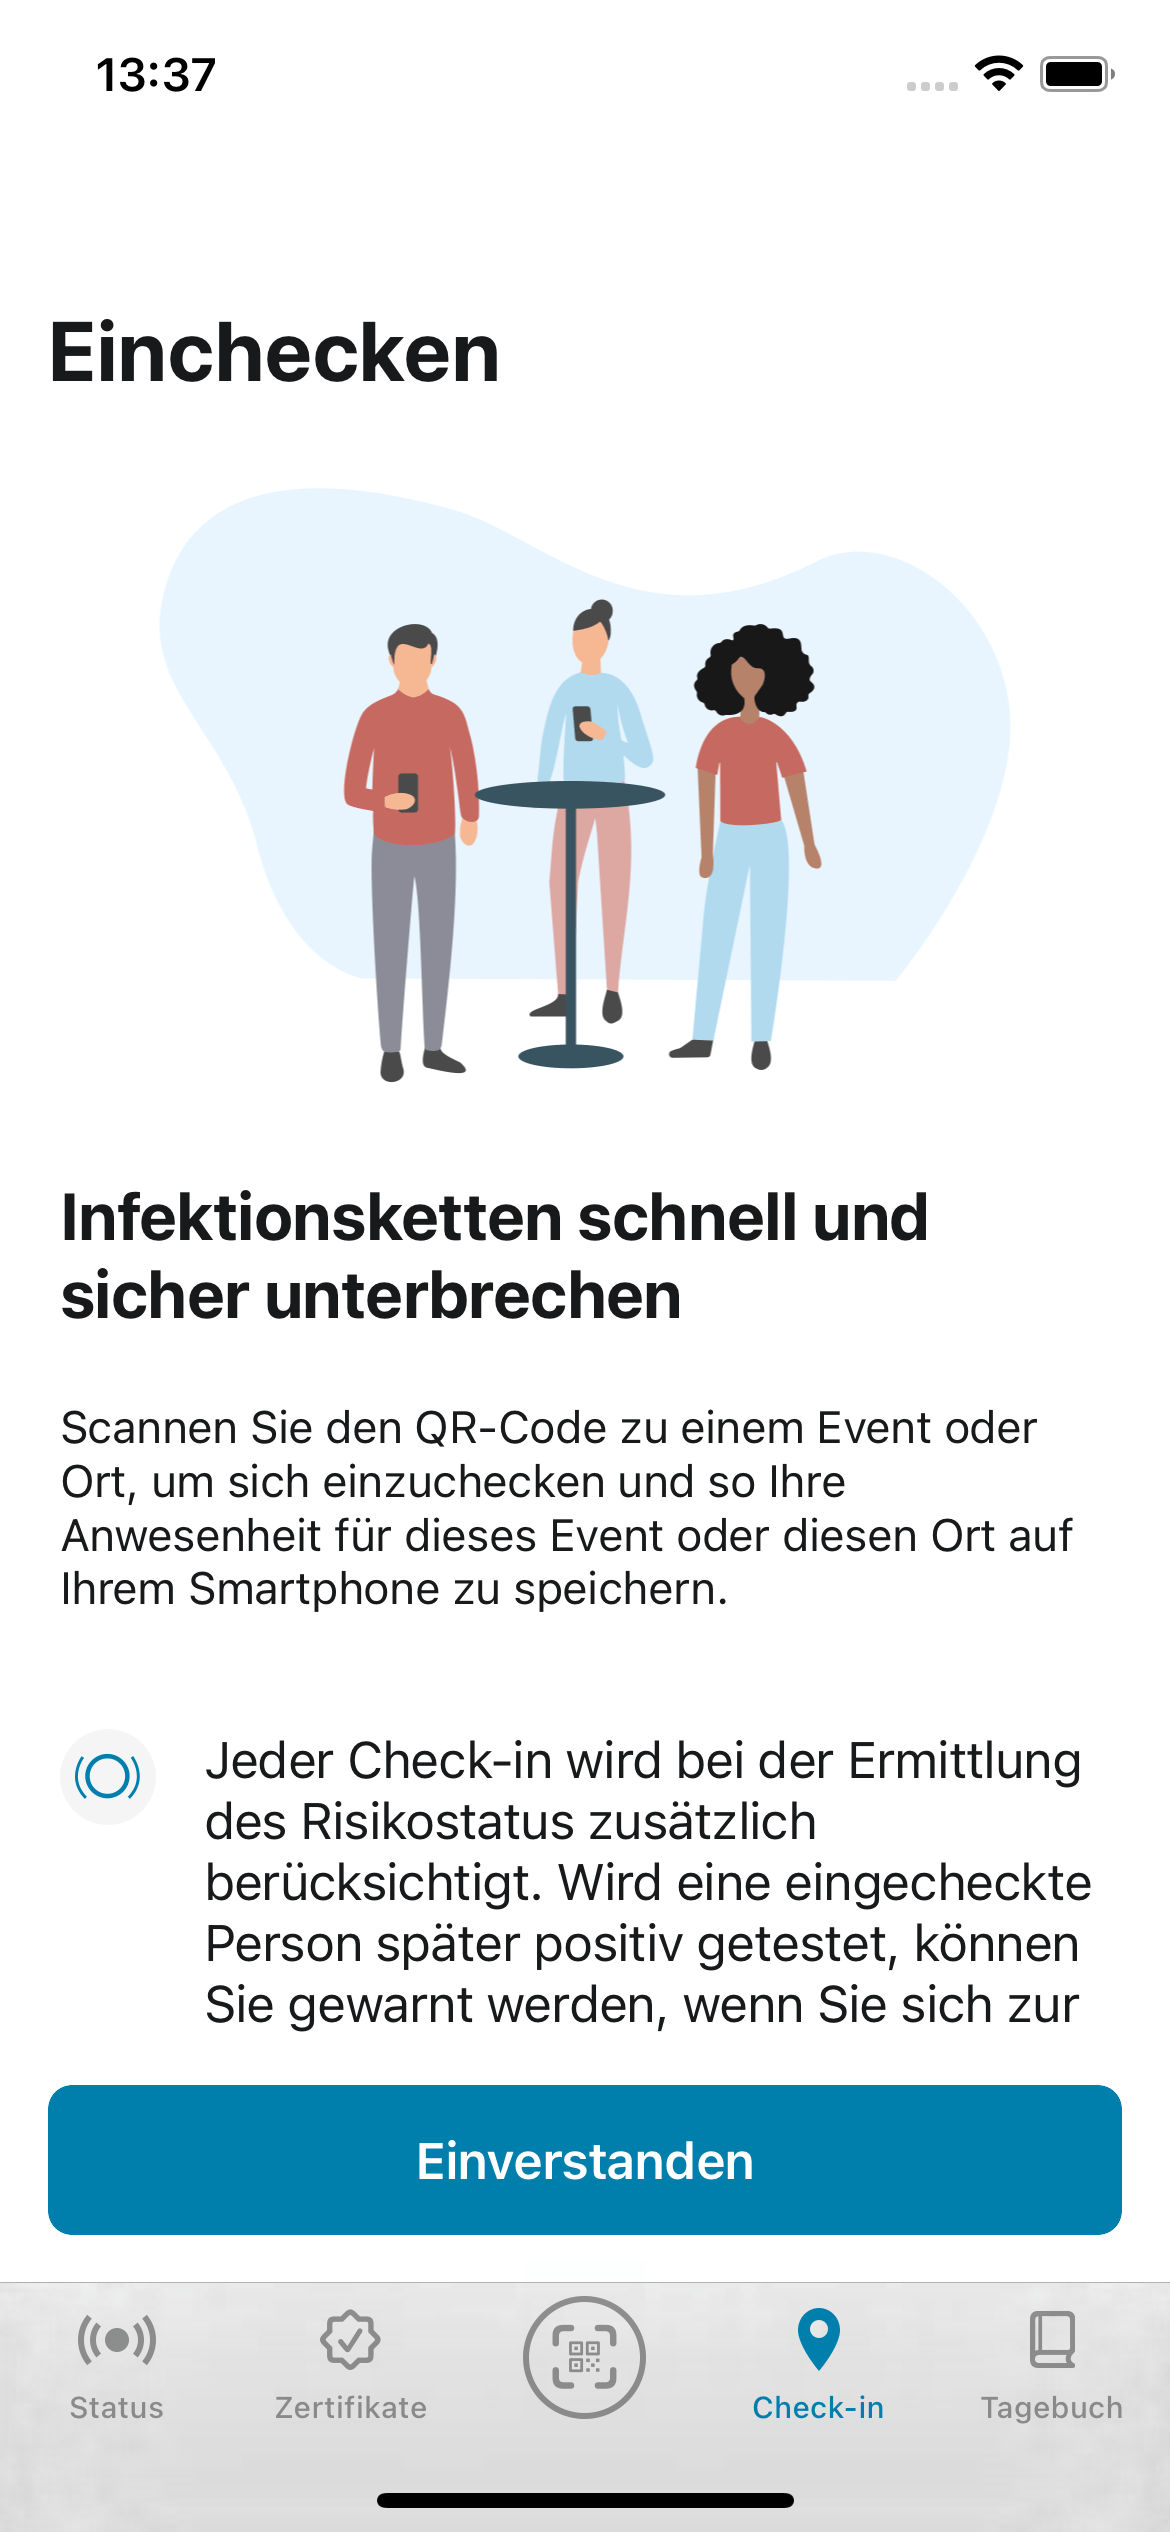 13:37
Einchecken
Infektionsketten schnell und
sicher unterbrechen
Scannen Sie den QR-Code zu einem Event oder
Ort, um sich einzuchecken und so Ihre
Anwesenheit für dieses Event oder diesen Ort auf
Ihrem Smartphone zu speichern.
Jeder Check-in wird bei der Ermittlung
des Risikostatus zusätzlich
berücksichtigt. Wird eine eingecheckte
Person später positiv getestet, können
Sie gewarnt werden, wenn Sie sich zur
Einverstanden
Status
Zertifikate
Check-in
Tagebuch